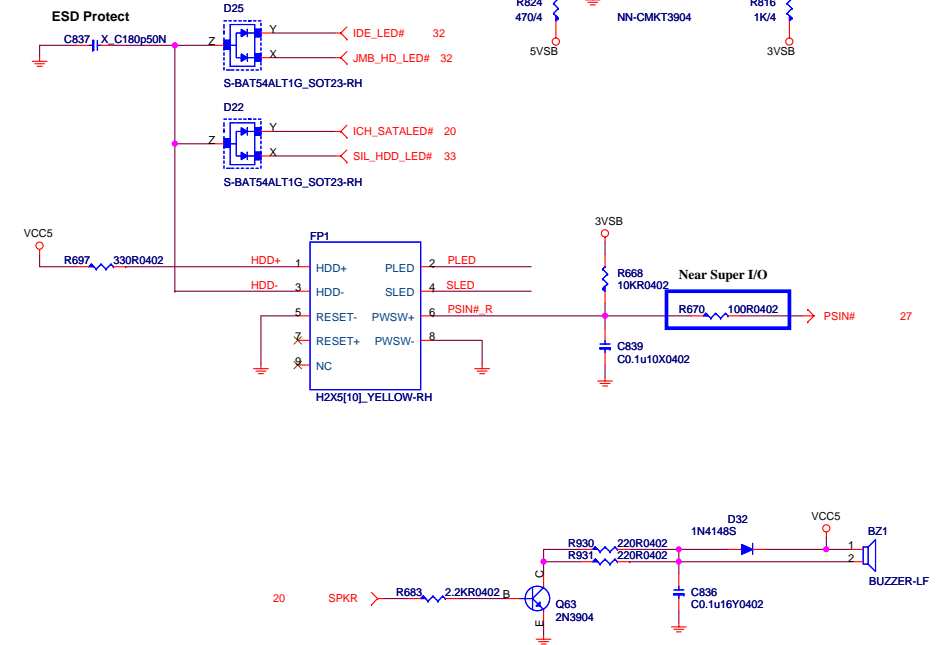 R824
470/4
5VSB
NN-CMKT3904
R816
1K/4
3VSB
ESD Protect
C837 X_C180p50N
D25
Z
Y
X
IDE_LED# 32
JMB_HD_LED# 32
S-BAT54ALT1G_SOT23-RH
D22
Z
Y
X
ICH_SATALED# 20
SIL_HDD_LED# 33
S-BAT54ALT1G_SOT23-RH
VCC5
R697 330R0402
HDD+
HDD-
FP1
1 HDD+ PLED 2 PLED
3 HDD- SLED 4 SLED
5 RESET- PWSW+ 6 PSIN#_R
7 RESET+ PWSW- 8
9 NC
H2X5[10]_YELLOW-RH
3VSB
R668
10KR0402
Near Super I/O
R670 100R0402
PSIN# 27
C839
C0.1u10X0402
20 SPKR
R683 2.2KR0402
B
C
E
Q63
2N3904
R930 220R0402
R931 220R0402
D32
1N4148S
VCC5
C836
C0.1u16Y0402
1
2
BZ1
BUZZER-LF